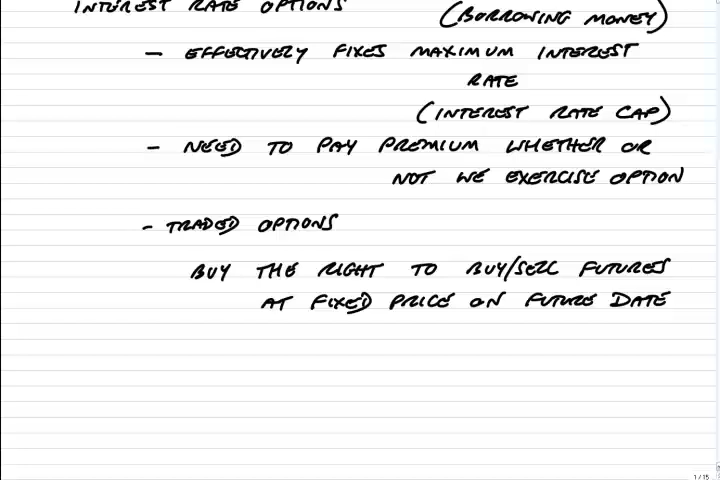 INTEREST RATE OPTIONS (BORROWING MONEY)
- EFFECTIVELY FIXES MAXIMUM INTEREST
RATE
(INTEREST RATE CAP)
- NEED TO PAY PREMIUM WHETHER OR
NOT WE EXERCISE OPTION
- TRADED OPTIONS
BUY THE RIGHT TO BUY/SELL FUTURES
AT FIXED PRICE ON FUTURE DATE
1/15